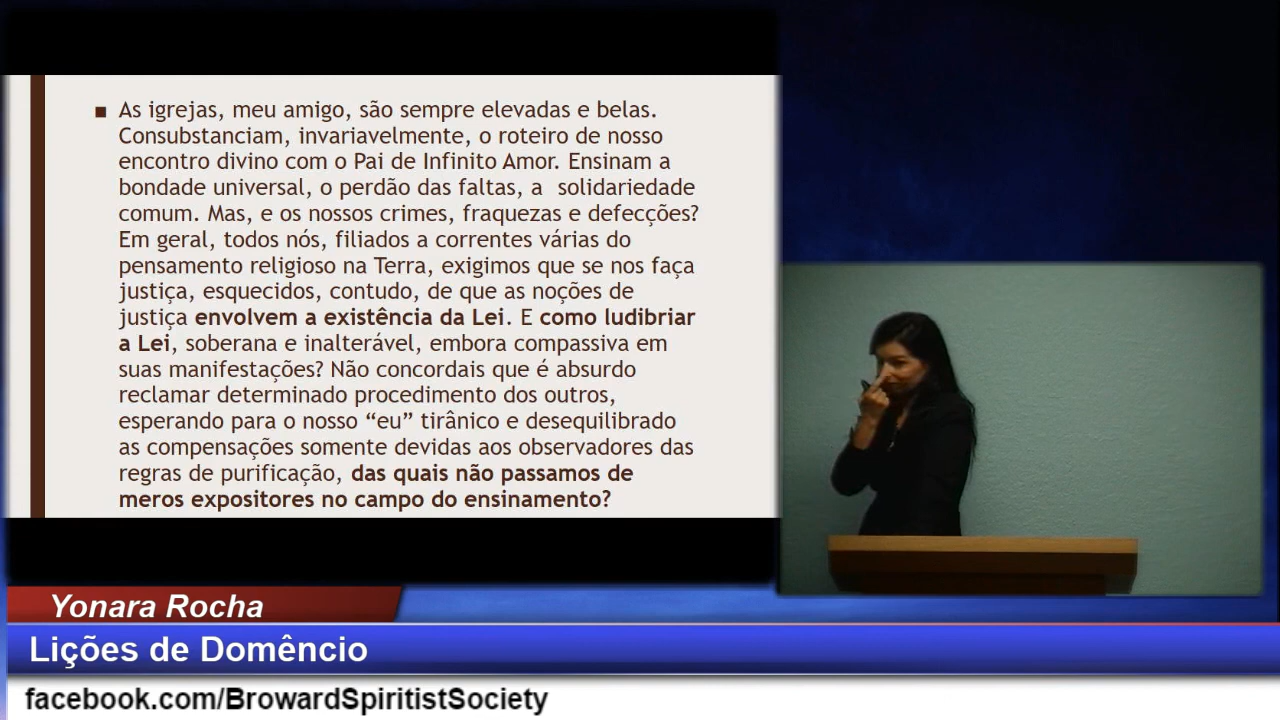 ■ As igrejas, meu amigo, são sempre elevadas e belas.
Consubstanciam, invariavelmente, o roteiro de nosso
encontro divino com o Pai de Infinito Amor. Ensinam a
bondade universal, o perdão das faltas, a solidariedade
comum. Mas, e os nossos crimes, fraquezas e defecções?
Em geral, todos nós, filiados a correntes várias do
pensamento religioso na Terra, exigimos que se nos faça
justiça, esquecidos, contudo, de que as noções de
justiça envolvem a existência da Lei. E como ludibriar
a Lei, soberana e inalterável, embora compassiva em
suas manifestações? Não concordais que é absurdo
reclamar determinado procedimento dos outros,
esperando para o nosso “eu” tirânico e desequilibrado
as compensações somente devidas aos observadores das
regras de purificação, das quais não passamos de
meros expositores no campo do ensinamento?
Yonara Rocha
Lições de Domêncio
facebook.com/BrowardSpiritistSociety